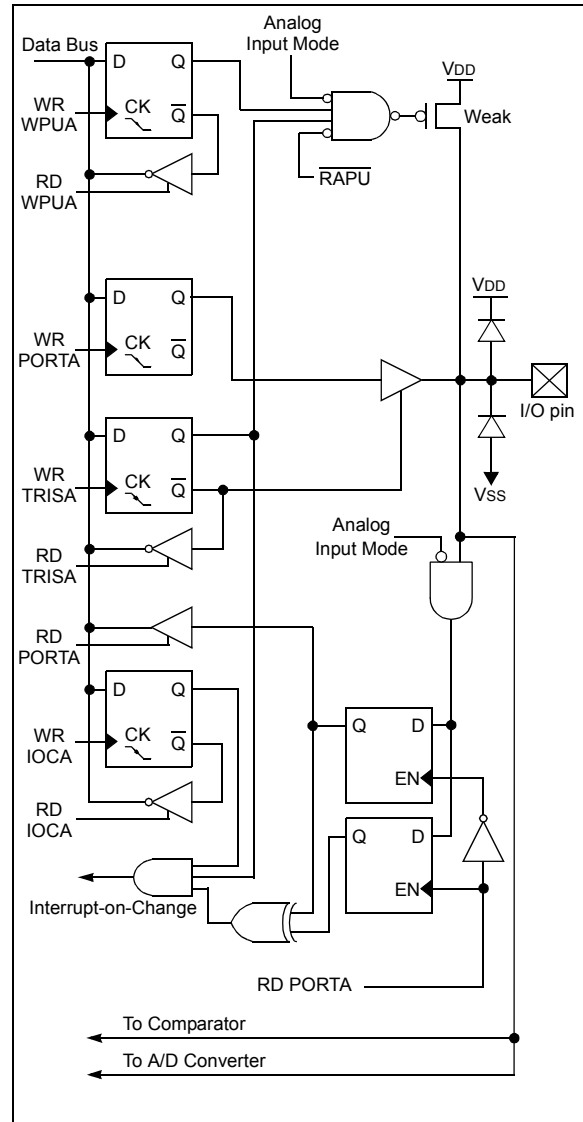 Analog
Input Mode
Data Bus
D Q
VDD
WR
WPUA
CK
Q
Weak
RAPU
RD
WPUA
VDD
D Q
WR
PORTA
CK
Q
I/O pin
D Q
WR
TRISA
CK
Q
VSS
RD
TRISA
Analog
Input Mode
RD
PORTA
D Q
Q D
WR
IOCA
CK
Q
EN
RD
IOCA
Q D
Interrupt-on-Change
EN
RD PORTA
To Comparator
To A/D Converter